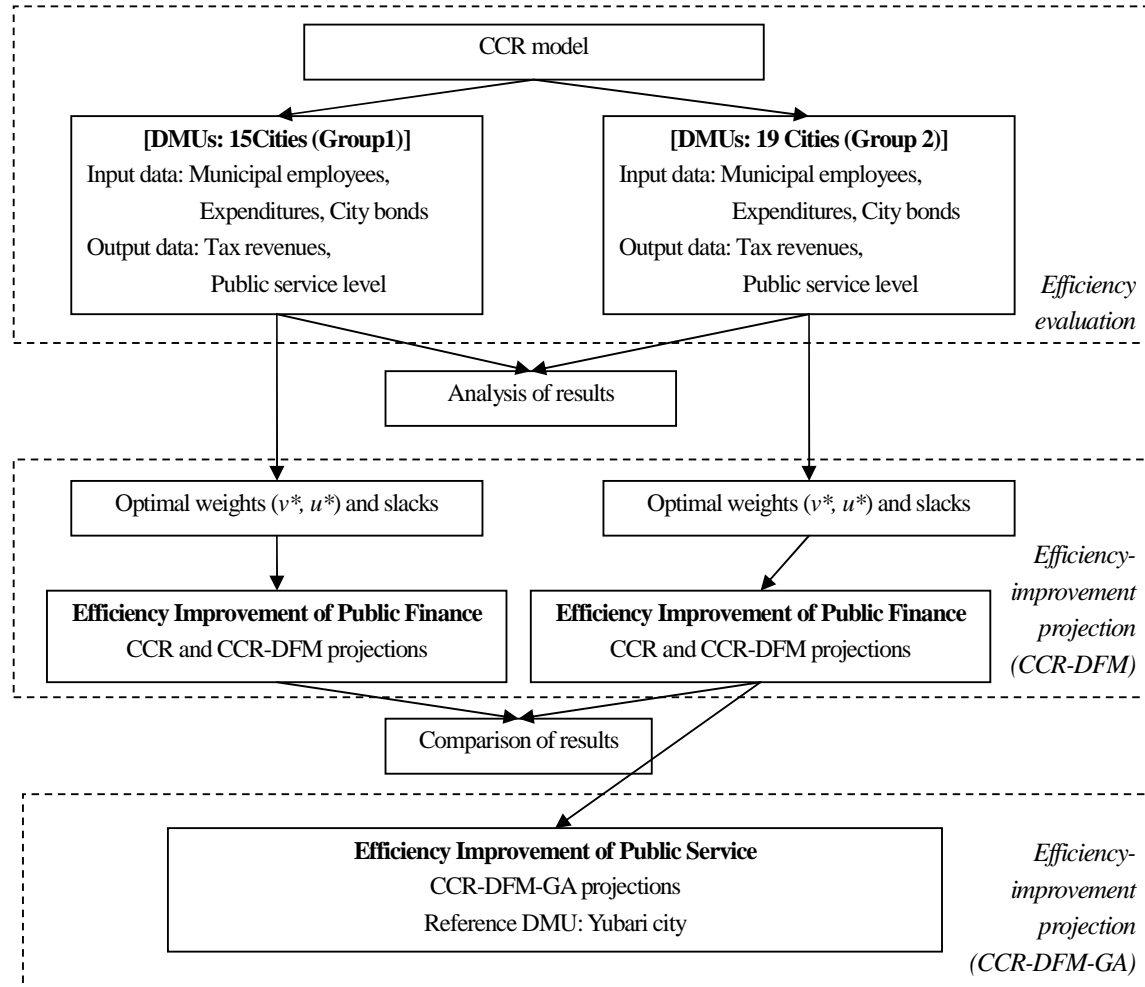 CCR model
[DMUs: 15Cities (Group1)]
Input data: Municipal employees,
Expenditures, City bonds
Output data: Tax revenues,
Public service level
[DMUs: 19 Cities (Group 2)]
Input data: Municipal employees,
Expenditures, City bonds
Output data: Tax revenues,
Public service level
Efficiency
evaluation
Analysis of results
Optimal weights (v*, u*) and slacks
Optimal weights (v*, u*) and slacks
Efficiency Improvement of Public Finance
CCR and CCR-DFM projections
Efficiency Improvement of Public Finance
CCR and CCR-DFM projections
Efficiency-
improvement
projection
(CCR-DFM)
Comparison of results
Efficiency Improvement of Public Service
CCR-DFM-GA projections
Reference DMU: Yubari city
Efficiency-
improvement
projection
(CCR-DFM-GA)